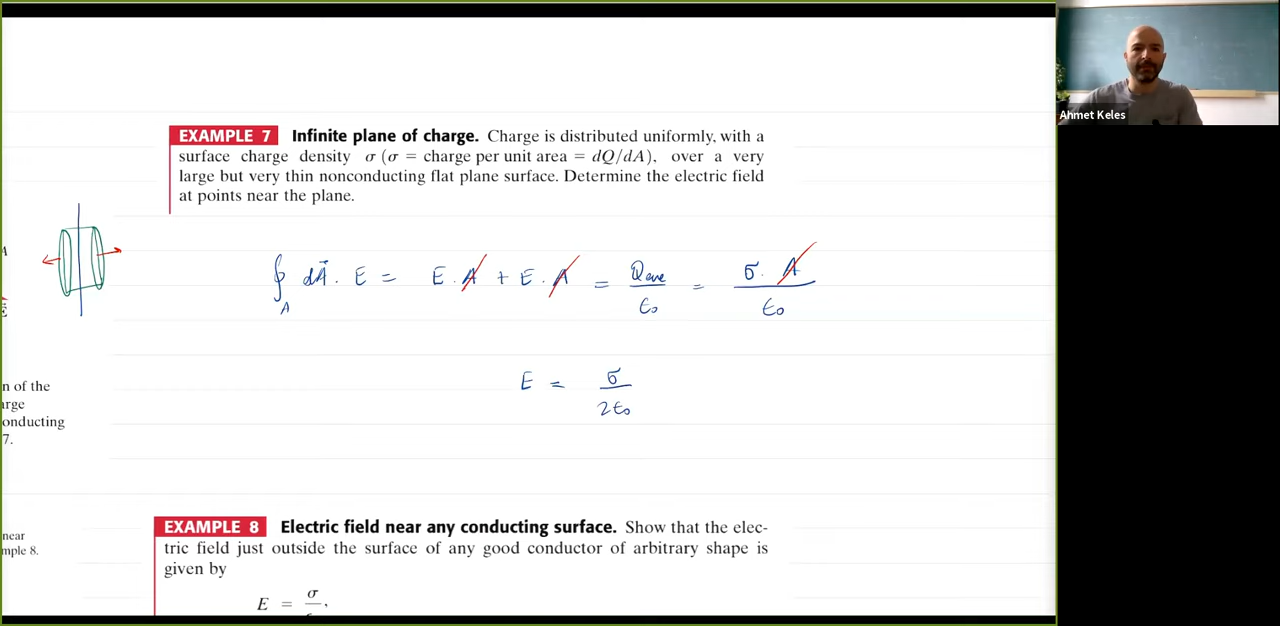 Ahmet Keles
EXAMPLE 7 Infinite plane of charge. Charge is distributed uniformly, with a
surface charge density σ (σ = charge per unit area = dQ/dA), over a very
large but very thin nonconducting flat plane surface. Determine the electric field
at points near the plane.
A
E
∮_A dA⃗ · E = E · A + E · A = Q_enc / ε₀ = σ · A / ε₀
E = σ / 2ε₀
n of the
arge
onducting
7.
near
mple 8.
EXAMPLE 8 Electric field near any conducting surface. Show that the elec-
tric field just outside the surface of any good conductor of arbitrary shape is
given by
E = σ